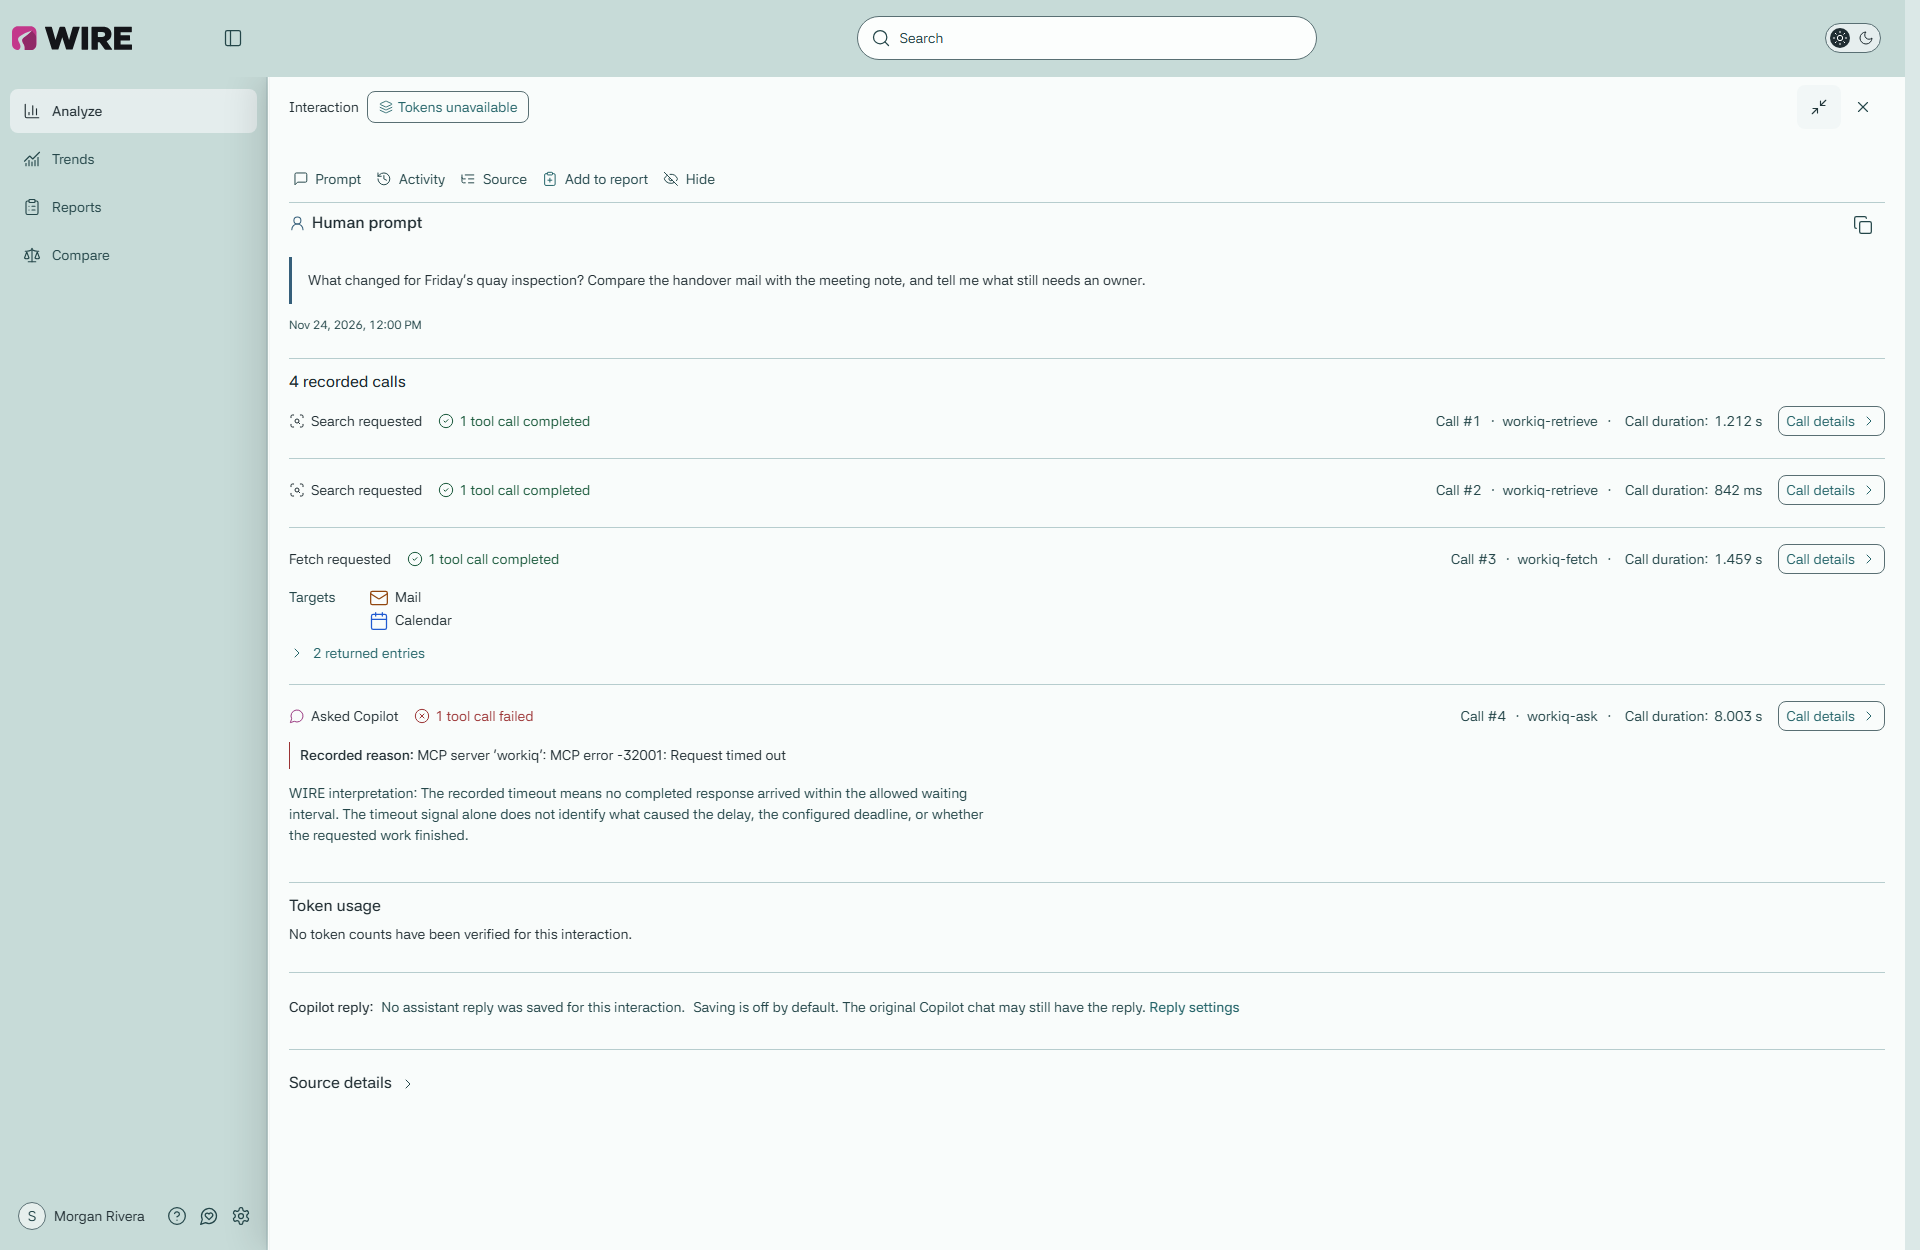 WIRE
Search
Analyze
Trends
Reports
Compare
Interaction
Tokens unavailable
Prompt
Activity
Source
Add to report
Hide
Human prompt
What changed for Friday's quay inspection? Compare the handover mail with the meeting note, and tell me what still needs an owner.
Nov 24, 2026, 12:00 PM
4 recorded calls
Search requested
1 tool call completed
Call #1 · workiq-retrieve · Call duration: 1.212 s
Call details
Search requested
1 tool call completed
Call #2 · workiq-retrieve · Call duration: 842 ms
Call details
Fetch requested
1 tool call completed
Call #3 · workiq-fetch · Call duration: 1.459 s
Call details
Targets
Mail
Calendar
2 returned entries
Asked Copilot
1 tool call failed
Call #4 · workiq-ask · Call duration: 8.003 s
Call details
Recorded reason: MCP server 'workiq': MCP error -32001: Request timed out
WIRE interpretation: The recorded timeout means no completed response arrived within the allowed waiting
interval. The timeout signal alone does not identify what caused the delay, the configured deadline, or whether
the requested work finished.
Token usage
No token counts have been verified for this interaction.
Copilot reply: No assistant reply was saved for this interaction. Saving is off by default. The original Copilot chat may still have the reply. Reply settings
Source details
S
Morgan Rivera